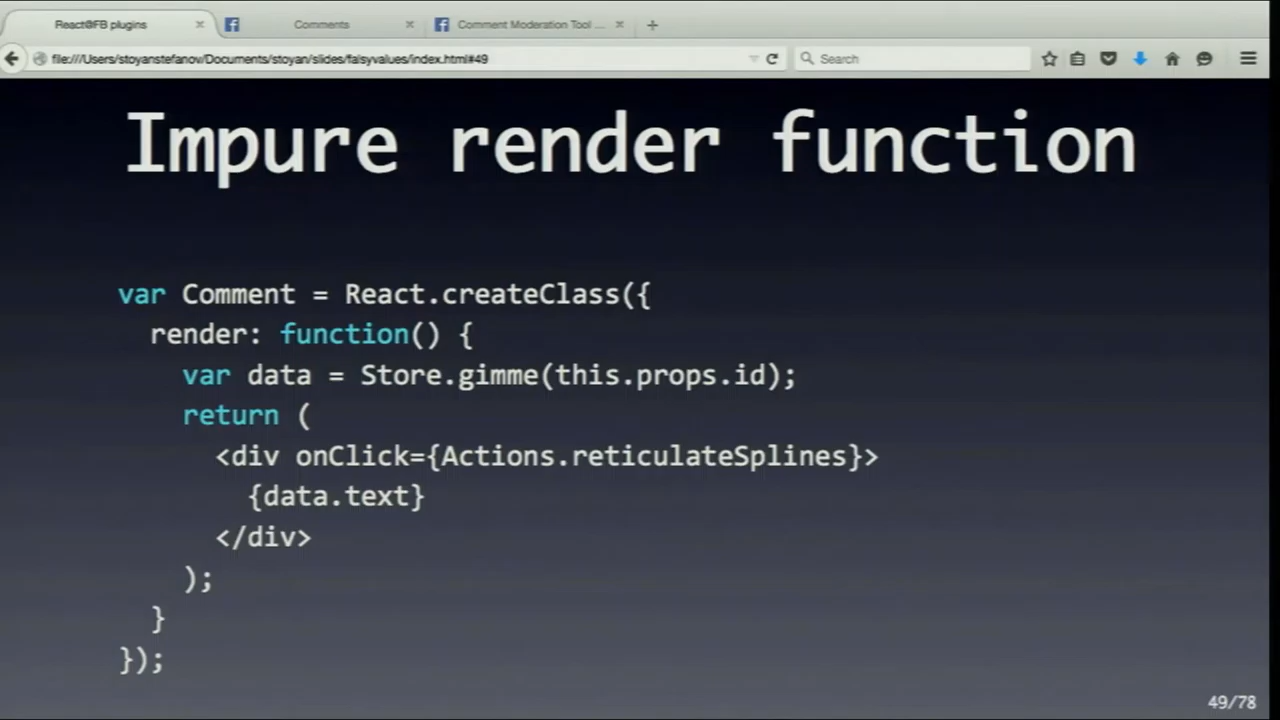 React@FB plugins
Comments
Comment Moderation Tool ...
file:///Users/stoyanstefanov/Documents/stoyan/slides/falsyvalues/index.html#49
Search
Impure render function
var Comment = React.createClass({
render: function() {
var data = Store.gimme(this.props.id);
return (
<div onClick={Actions.reticulateSplines}>
{data.text}
</div>
);
}
});
49/78